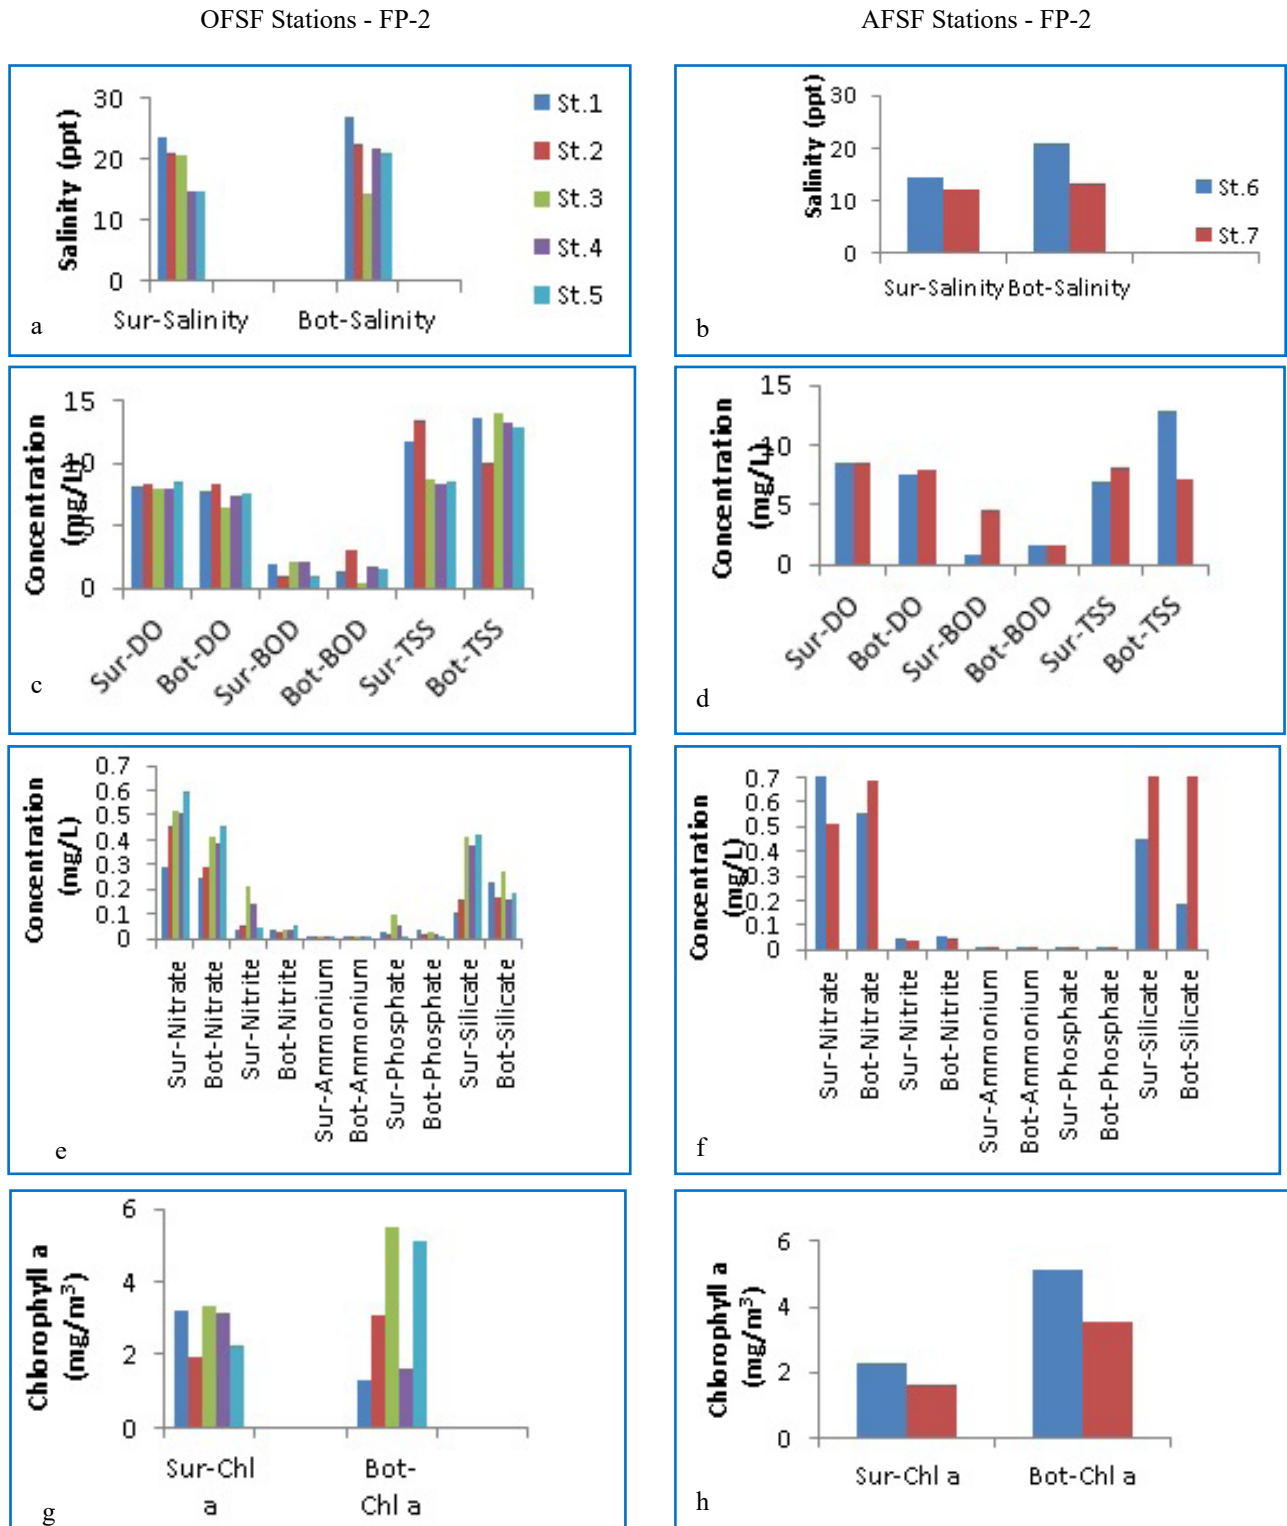 OFSF Stations - FP-2
AFSF Stations - FP-2
Salinity (ppt)
30
20
10
0
Sur-Salinity
Bot-Salinity
St.1
St.2
St.3
St.4
St.5
a
Salinity (ppt)
30
20
10
0
Sur-Salinity
Bot-Salinity
St.6
St.7
b
Concentration
(mg/L)
15
10
5
0
Sur-DO
Bot-DO
Sur-BOD
Bot-BOD
Sur-TSS
Bot-TSS
c
Concentration
(mg/L)
15
10
5
0
Sur-DO
Bot-DO
Sur-BOD
Bot-BOD
Sur-TSS
Bot-TSS
d
Concentration
(mg/L)
0.7
0.6
0.5
0.4
0.3
0.2
0.1
0
Sur-Nitrate
Bot-Nitrate
Sur-Nitrite
Bot-Nitrite
Sur-Ammonium
Bot-Ammonium
Sur-Phosphate
Bot-Phosphate
Sur-Silicate
Bot-Silicate
e
Concentration
(mg/L)
0.7
0.6
0.5
0.4
0.3
0.2
0.1
0
Sur-Nitrate
Bot-Nitrate
Sur-Nitrite
Bot-Nitrite
Sur-Ammonium
Bot-Ammonium
Sur-Phosphate
Bot-Phosphate
Sur-Silicate
Bot-Silicate
f
Chlorophyll a
(mg/m³)
6
4
2
0
Sur-Chl
a
Bot-
Chl a
g
Chlorophyll a
(mg/m³)
6
4
2
0
Sur-Chl a
Bot-Chl a
h